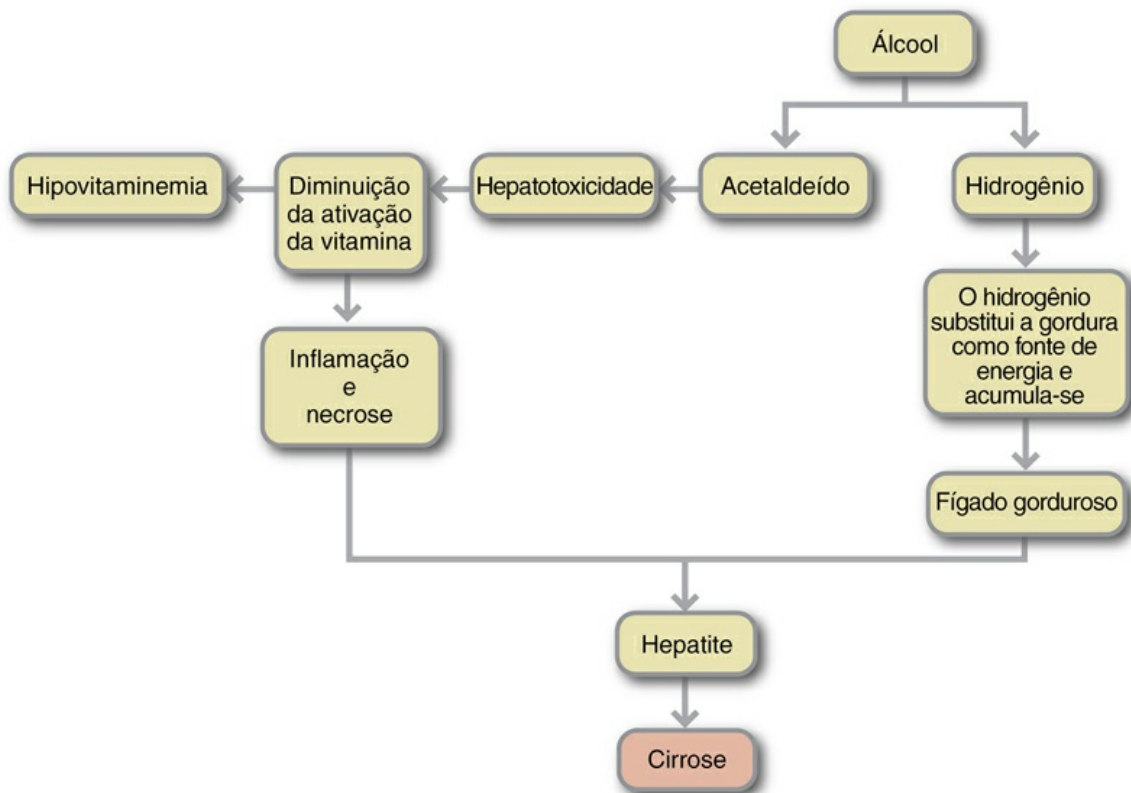 Álcool
Hipovitaminemia
Diminuição
da ativação
da vitamina
Hepatotoxicidade
Acetaldeído
Hidrogênio
Inflamação
e
necrose
O hidrogênio
substitui a gordura
como fonte de
energia e
acumula-se
Fígado gorduroso
Hepatite
Cirrose